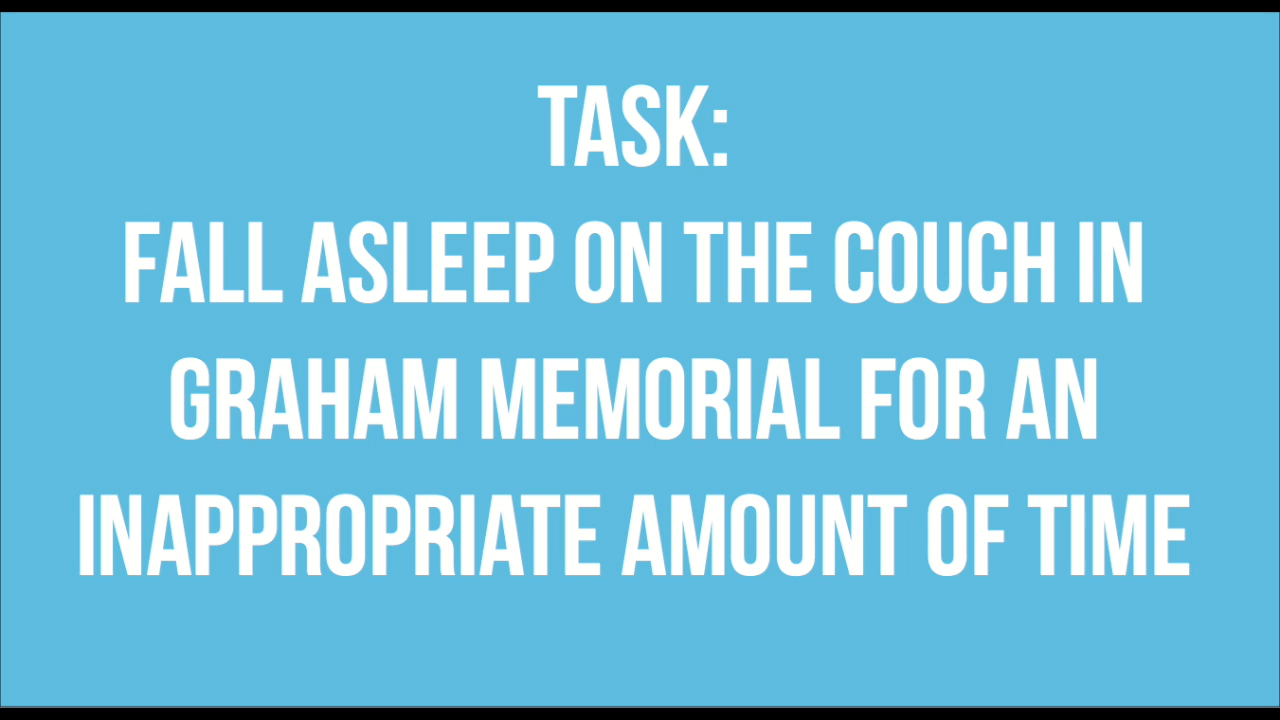 TASK:
FALL ASLEEP ON THE COUCH IN
GRAHAM MEMORIAL FOR AN
INAPPROPRIATE AMOUNT OF TIME